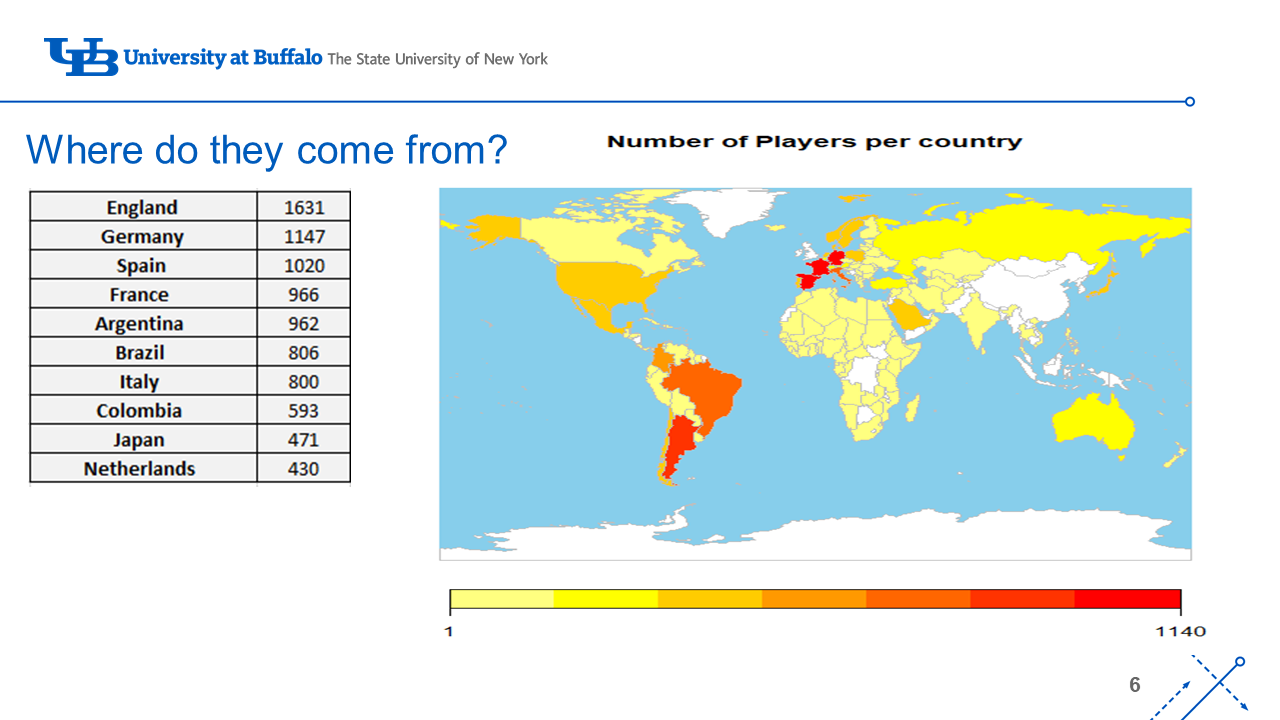 UB University at Buffalo The State University of New York
Where do they come from?
England 1631
Germany 1147
Spain 1020
France 966
Argentina 962
Brazil 806
Italy 800
Colombia 593
Japan 471
Netherlands 430
Number of Players per country
1 1140
6